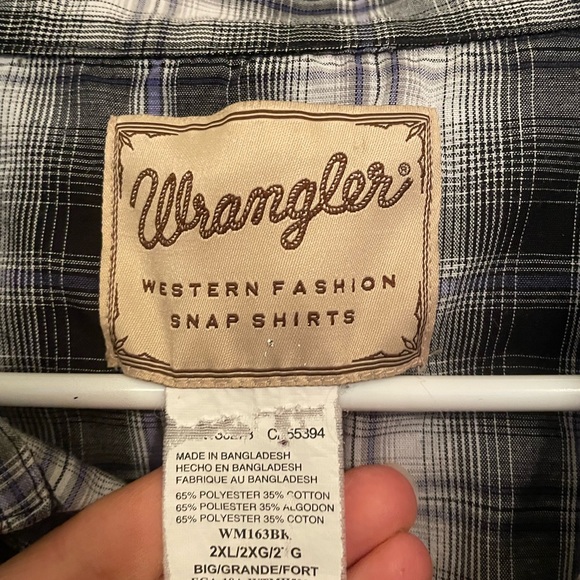 Wrangler®
WESTERN FASHION
SNAP SHIRTS
MADE IN BANGLADESH
HECHO EN BANGLADESH
FABRIQUE AU BANGLADESH
65% POLYESTER 35% COTTON
65% POLIESTER 35% ALGODON
65% POLYESTER 35% COTON
WM163BK
2XL/2XG/2 G
BIG/GRANDE/FORT